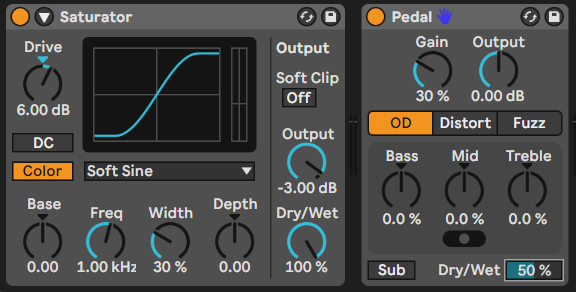 Saturator
Drive
6.00 dB
DC
Color
Soft Sine
Base
0.00
Freq
1.00 kHz
Width
30 %
Depth
0.00
Output
Soft Clip
Off
Output
-3.00 dB
Dry/Wet
100 %
Pedal
Gain
30 %
Output
0.00 dB
OD
Distort
Fuzz
Bass
0.0 %
Mid
0.0 %
Treble
0.0 %
Sub
Dry/Wet
50 %